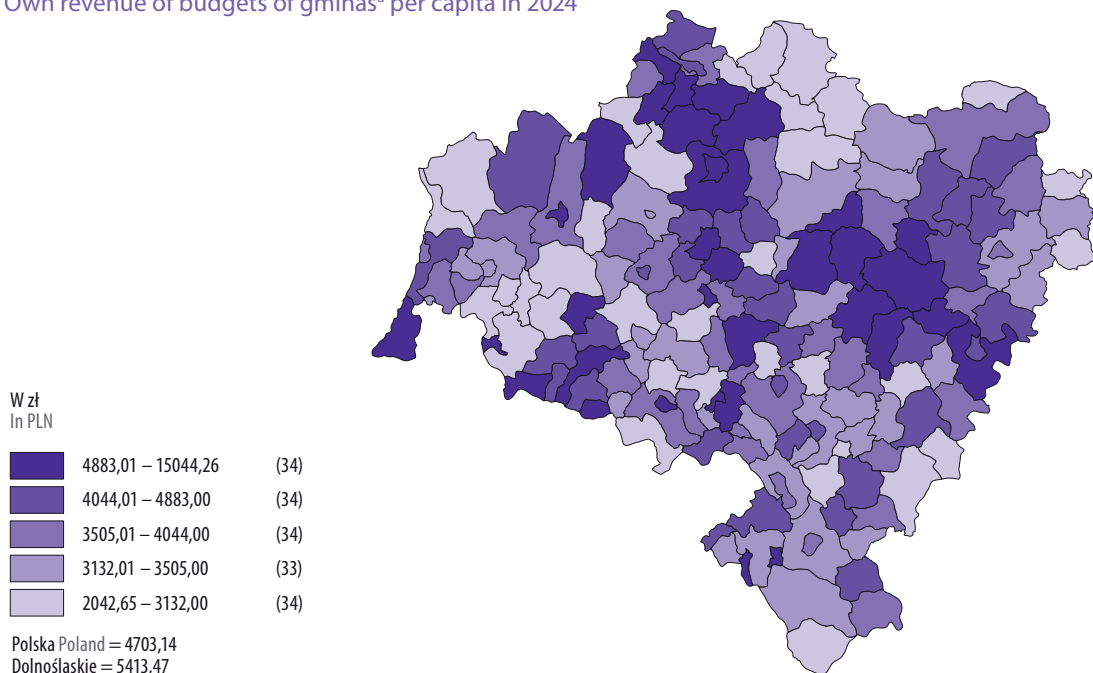 Own revenue of budgets of gminasᵃ per capita in 2024
W zł
In PLN
4883,01 – 15044,26 (34)
4044,01 – 4883,00 (34)
3505,01 – 4044,00 (34)
3132,01 – 3505,00 (33)
2042,65 – 3132,00 (34)
Polska Poland = 4703,14
Dolnośląskie = 5413,47